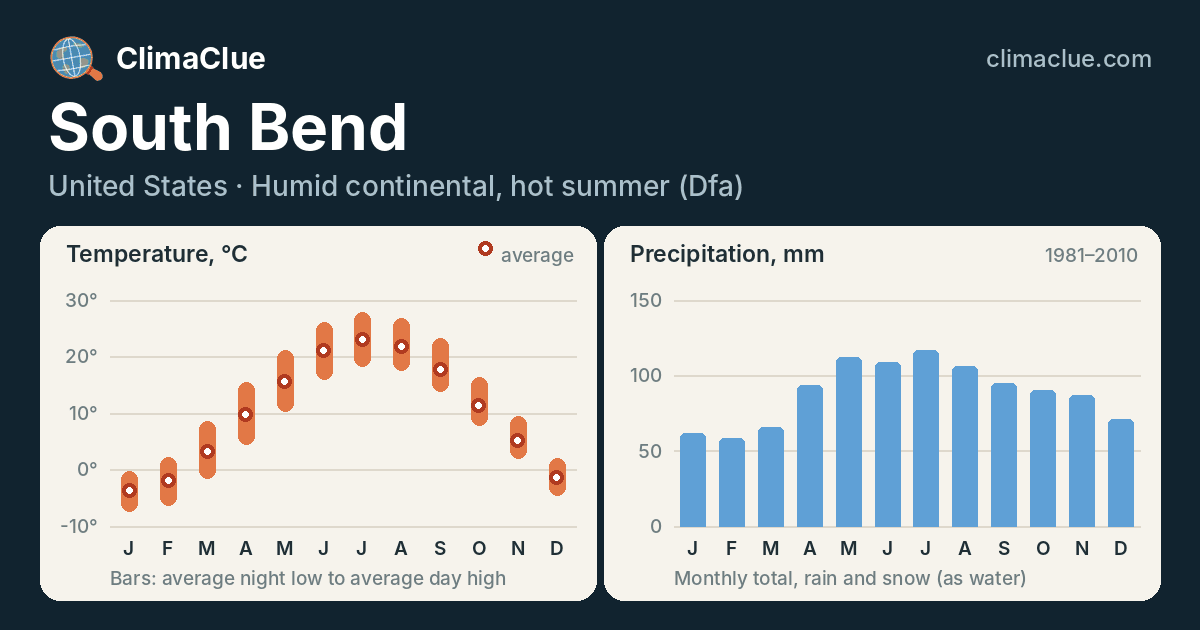 ClimaClue
climaclue.com
South Bend
United States · Humid continental, hot summer (Dfa)
Temperature, °C
average
30°
20°
10°
0°
-10°
J F M A M J J A S O N D
Bars: average night low to average day high
Precipitation, mm
1981–2010
150
100
50
0
J F M A M J J A S O N D
Monthly total, rain and snow (as water)